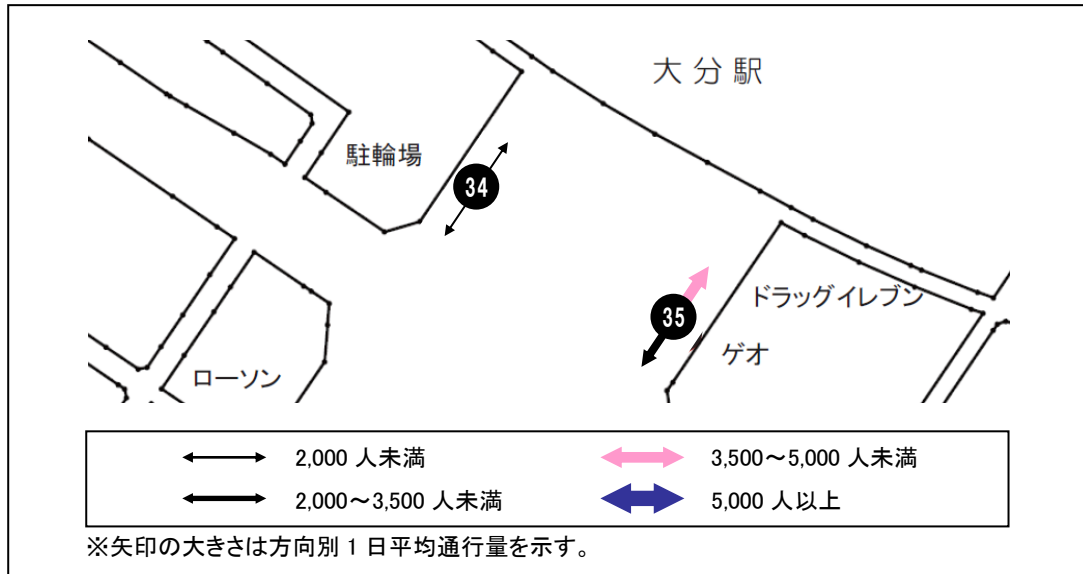 大分駅
駐輪場
34
ドラッグイレブン
35
ゲオ
ローソン
2,000 人未満
3,500～5,000 人未満
2,000～3,500 人未満
5,000 人以上
※矢印の大きさは方向別 1 日平均通行量を示す。